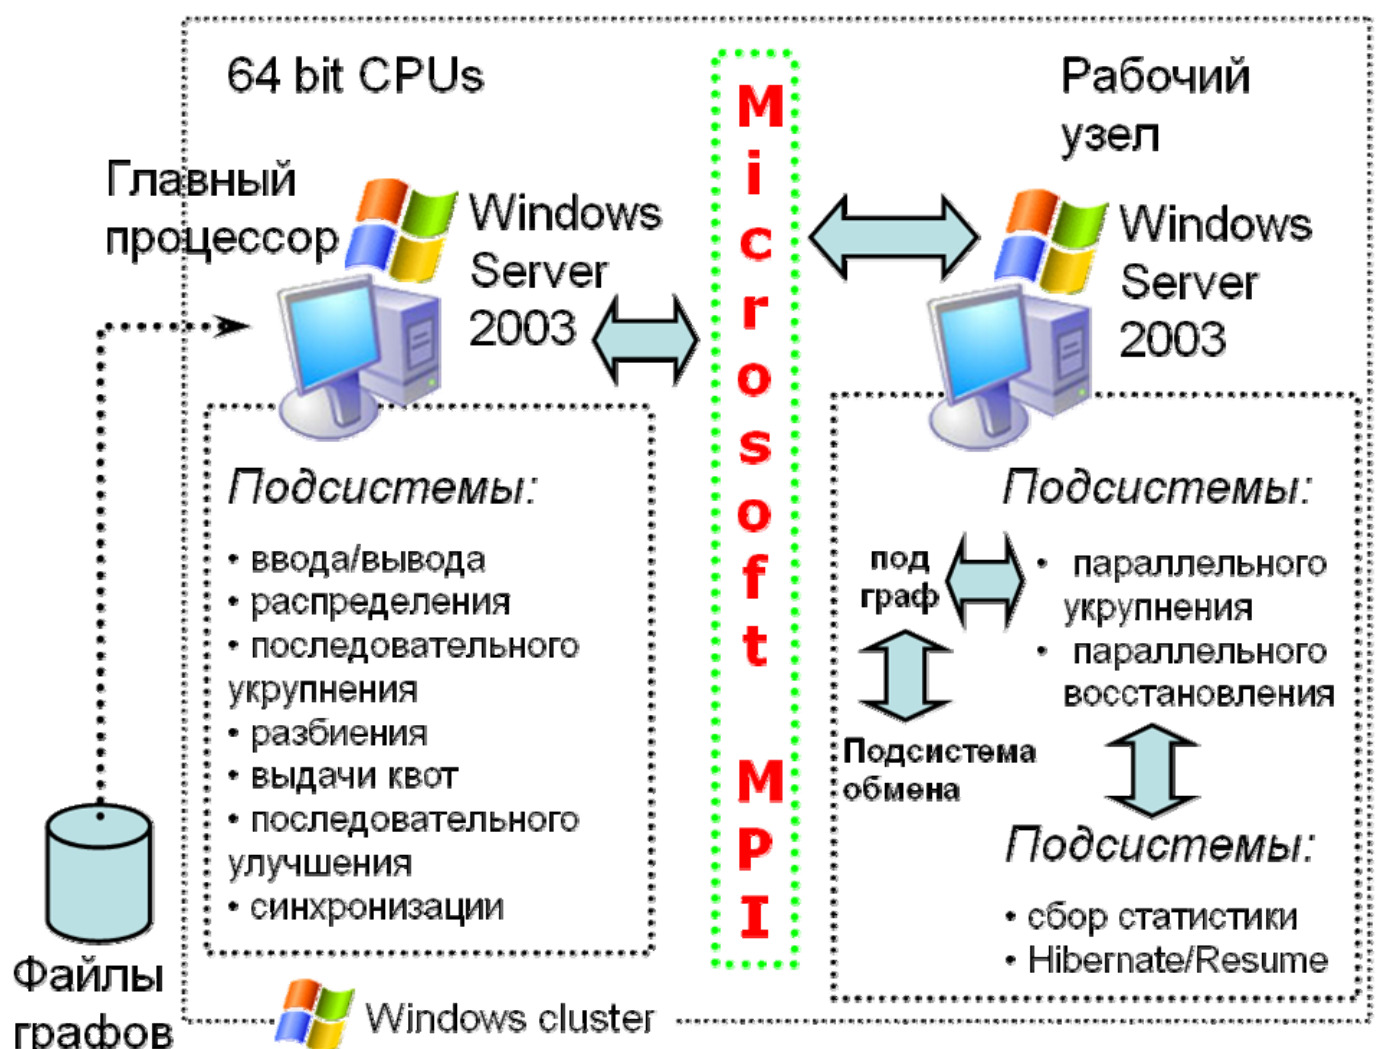 64 bit CPUs
Главный
процессор
Windows
Server
2003
Подсистемы:
• ввода/вывода
• распределения
• последовательного
укрупнения
• разбиения
• выдачи квот
• последовательного
улучшения
• синхронизации
Файлы
графов
Windows cluster
Microsoft MPI
Рабочий
узел
Windows
Server
2003
Подсистемы:
под
граф
• параллельного
укрупнения
• параллельного
восстановления
Подсистема
обмена
Подсистемы:
• сбор статистики
• Hibernate/Resume